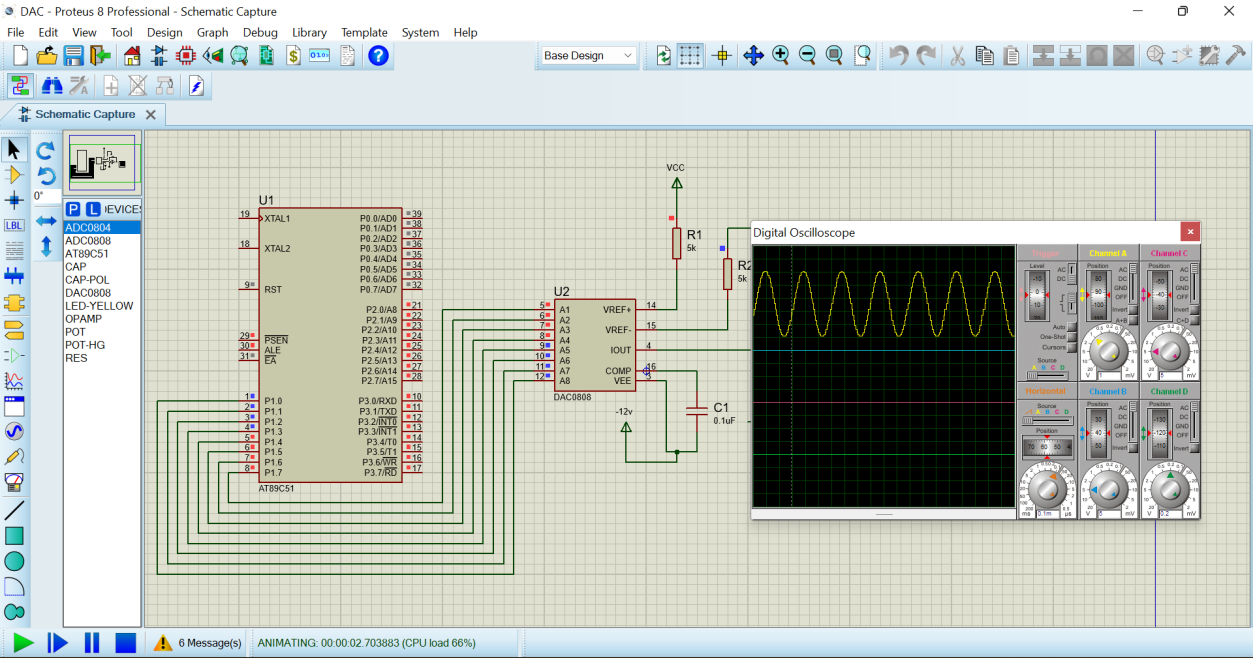 DAC - Proteus 8 Professional - Schematic Capture
File Edit View Tool Design Graph Debug Library Template System Help
Base Design
Schematic Capture
0°
LBL
P L DEVICES
ADC0804
ADC0808
AT89C51
CAP
CAP-POL
DAC0808
LED-YELLOW
OPAMP
POT
POT-HG
RES
U1
19 XTAL1
18 XTAL2
9 RST
29 PSEN
30 ALE
31 EA
1 P1.0
2 P1.1
3 P1.2
4 P1.3
5 P1.4
6 P1.5
7 P1.6
8 P1.7
P0.0/AD0 39
P0.1/AD1 38
P0.2/AD2 37
P0.3/AD3 36
P0.4/AD4 35
P0.5/AD5 34
P0.6/AD6 33
P0.7/AD7 32
P2.0/A8 21
P2.1/A9 22
P2.2/A10 23
P2.3/A11 24
P2.4/A12 25
P2.5/A13 26
P2.6/A14 27
P2.7/A15 28
P3.0/RXD 10
P3.1/TXD 11
P3.2/INT0 12
P3.3/INT1 13
P3.4/T0 14
P3.5/T1 15
P3.6/WR 16
P3.7/RD 17
AT89C51
VCC
R1
5k
R2
5k
U2
5 A1
6 A2
7 A3
8 A4
9 A5
10 A6
11 A7
12 A8
VREF+ 14
VREF- 15
IOUT 4
COMP 16
VEE 3
DAC0808
-12v
C1
0.1uF
Digital Oscilloscope
Trigger
Level
AC
DC
Auto
One-Shot
Cursors
Source
A B C D
Channel A
Position
AC
DC
GND
OFF
Invert
A+B
V 1 mV
Channel C
Position
AC
DC
GND
OFF
Invert
C+D
V 5 mV
Horizontal
Source
A B C D
Position
70 60 50
ms 0.1m µs
Channel B
Position
AC
DC
GND
OFF
Invert
V 5 mV
Channel D
Position
AC
DC
GND
OFF
Invert
V 0.2 mV
6 Message(s)
ANIMATING: 00:00:02.703883 (CPU load 66%)